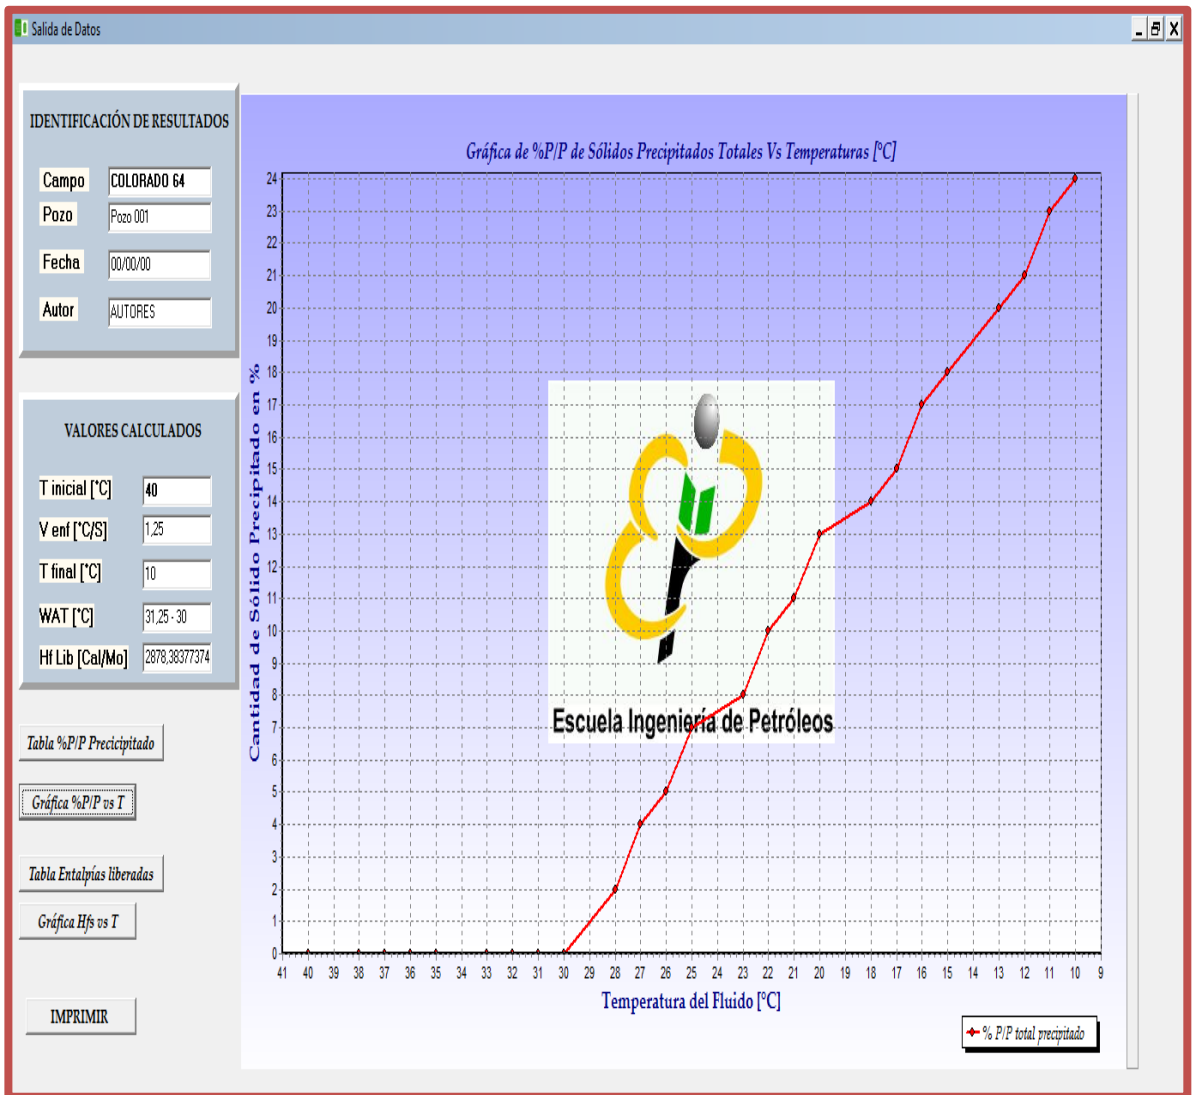 Salida de Datos
IDENTIFICACIÓN DE RESULTADOS
Campo COLORADO 64
Pozo Pozo 001
Fecha 00/00/00
Autor AUTORES
VALORES CALCULADOS
T inicial [°C] 40
V enf [°C/S] 1,25
T final [°C] 10
WAT [°C] 31,25 - 30
Hf Lib [Cal/Mo] 2878,38377374
Tabla %P/P Precicipitado
Gráfica %P/P vs T
Tabla Entalpías liberadas
Gráfica Hfs vs T
IMPRIMIR
Gráfica de %P/P de Sólidos Precipitados Totales Vs Temperaturas [°C]
Cantidad de Sólido Precipitado en %
24
23
22
21
20
19
18
17
16
15
14
13
12
11
10
9
8
7
6
5
4
3
2
1
0
Escuela Ingeniería de Petróleos
41 40 39 38 37 36 35 34 33 32 31 30 29 28 27 26 25 24 23 22 21 20 19 18 17 16 15 14 13 12 11 10 9
Temperatura del Fluido [°C]
% P/P total precipitado